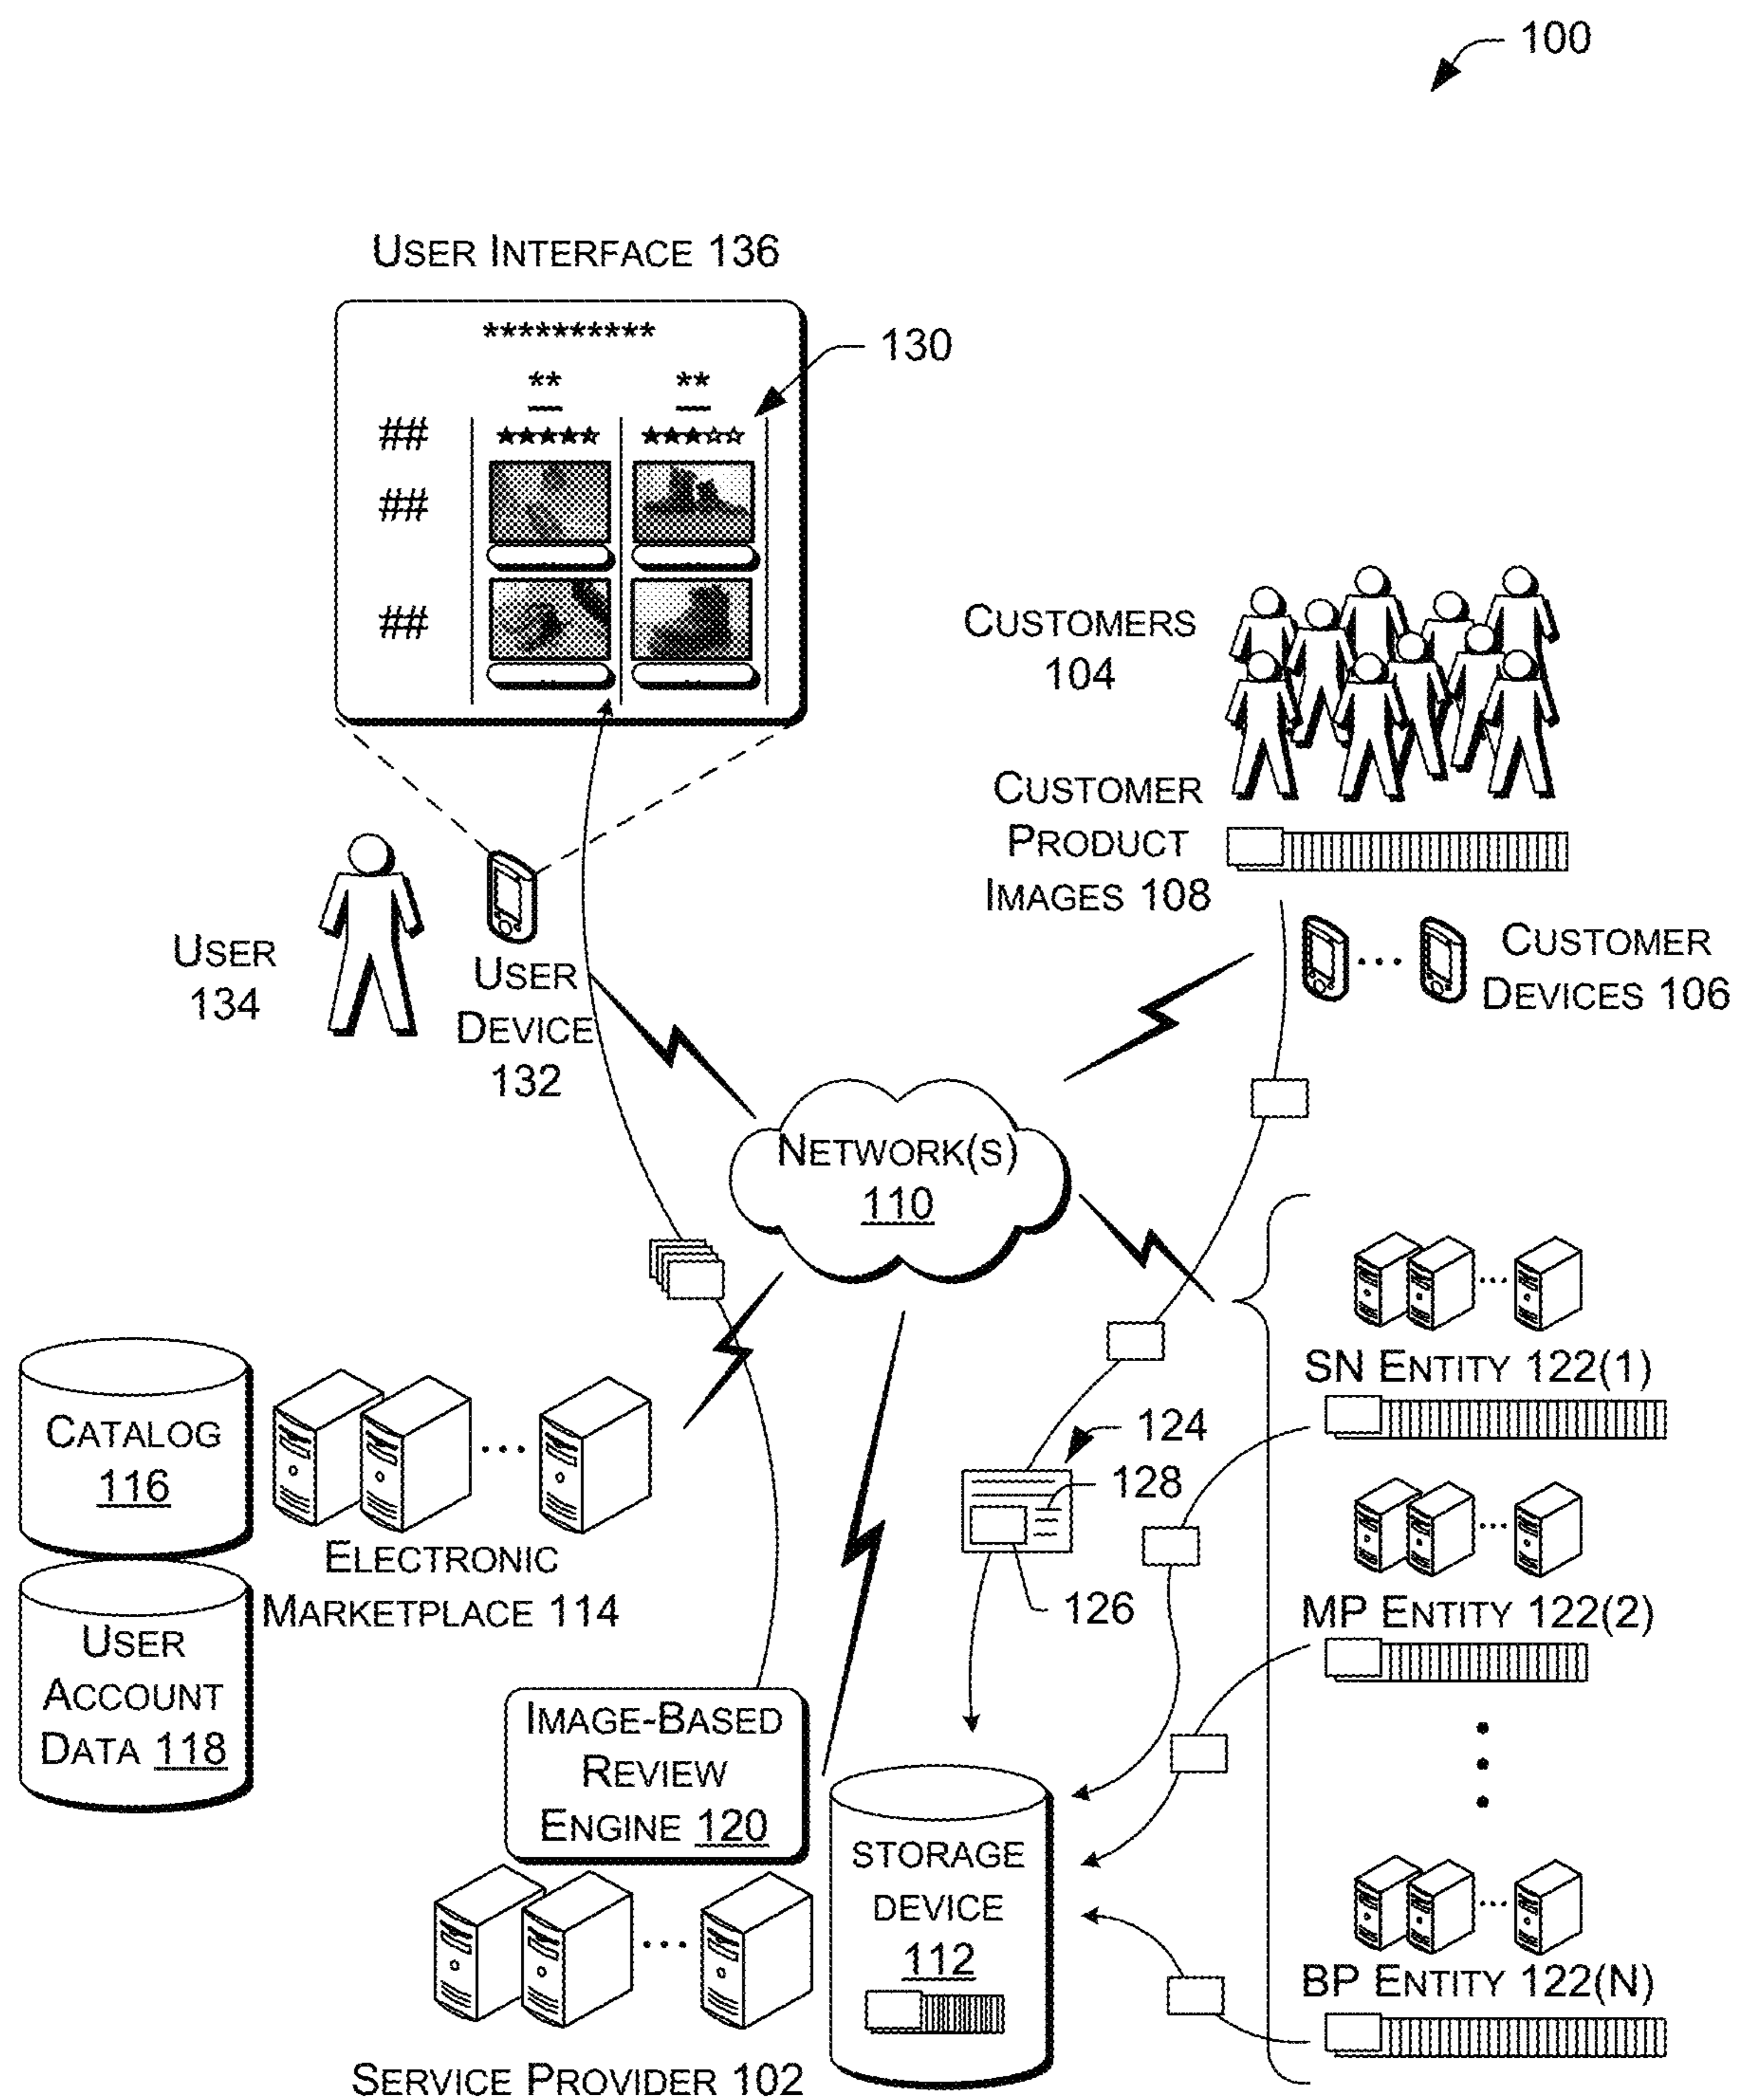 100
USER INTERFACE 136
**********
** **
130
##
##
##
CUSTOMERS
104
CUSTOMER
PRODUCT
IMAGES 108
USER
134
USER
DEVICE
132
CUSTOMER
DEVICES 106
NETWORK(S)
110
SN ENTITY 122(1)
CATALOG
116
124
128
126
ELECTRONIC
MARKETPLACE 114
MP ENTITY 122(2)
USER
ACCOUNT
DATA 118
IMAGE-BASED
REVIEW
ENGINE 120
STORAGE
DEVICE
112
BP ENTITY 122(N)
SERVICE PROVIDER 102